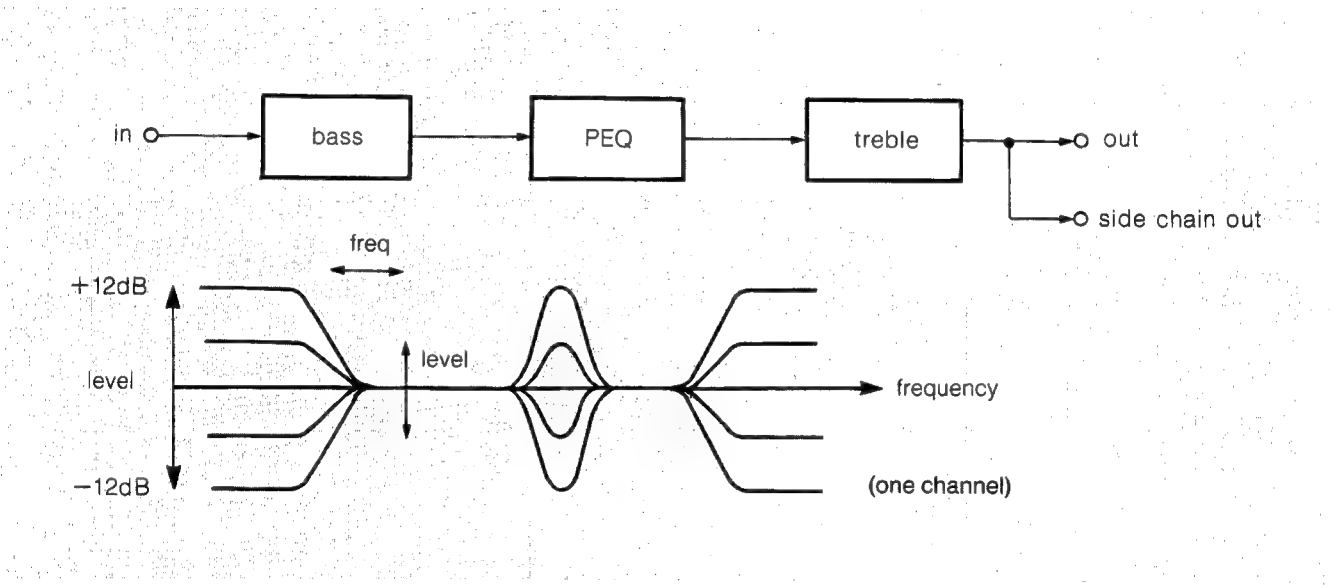 in
bass
PEQ
treble
out
side chain out
freq
+12dB
level
level
frequency
−12dB
(one channel)